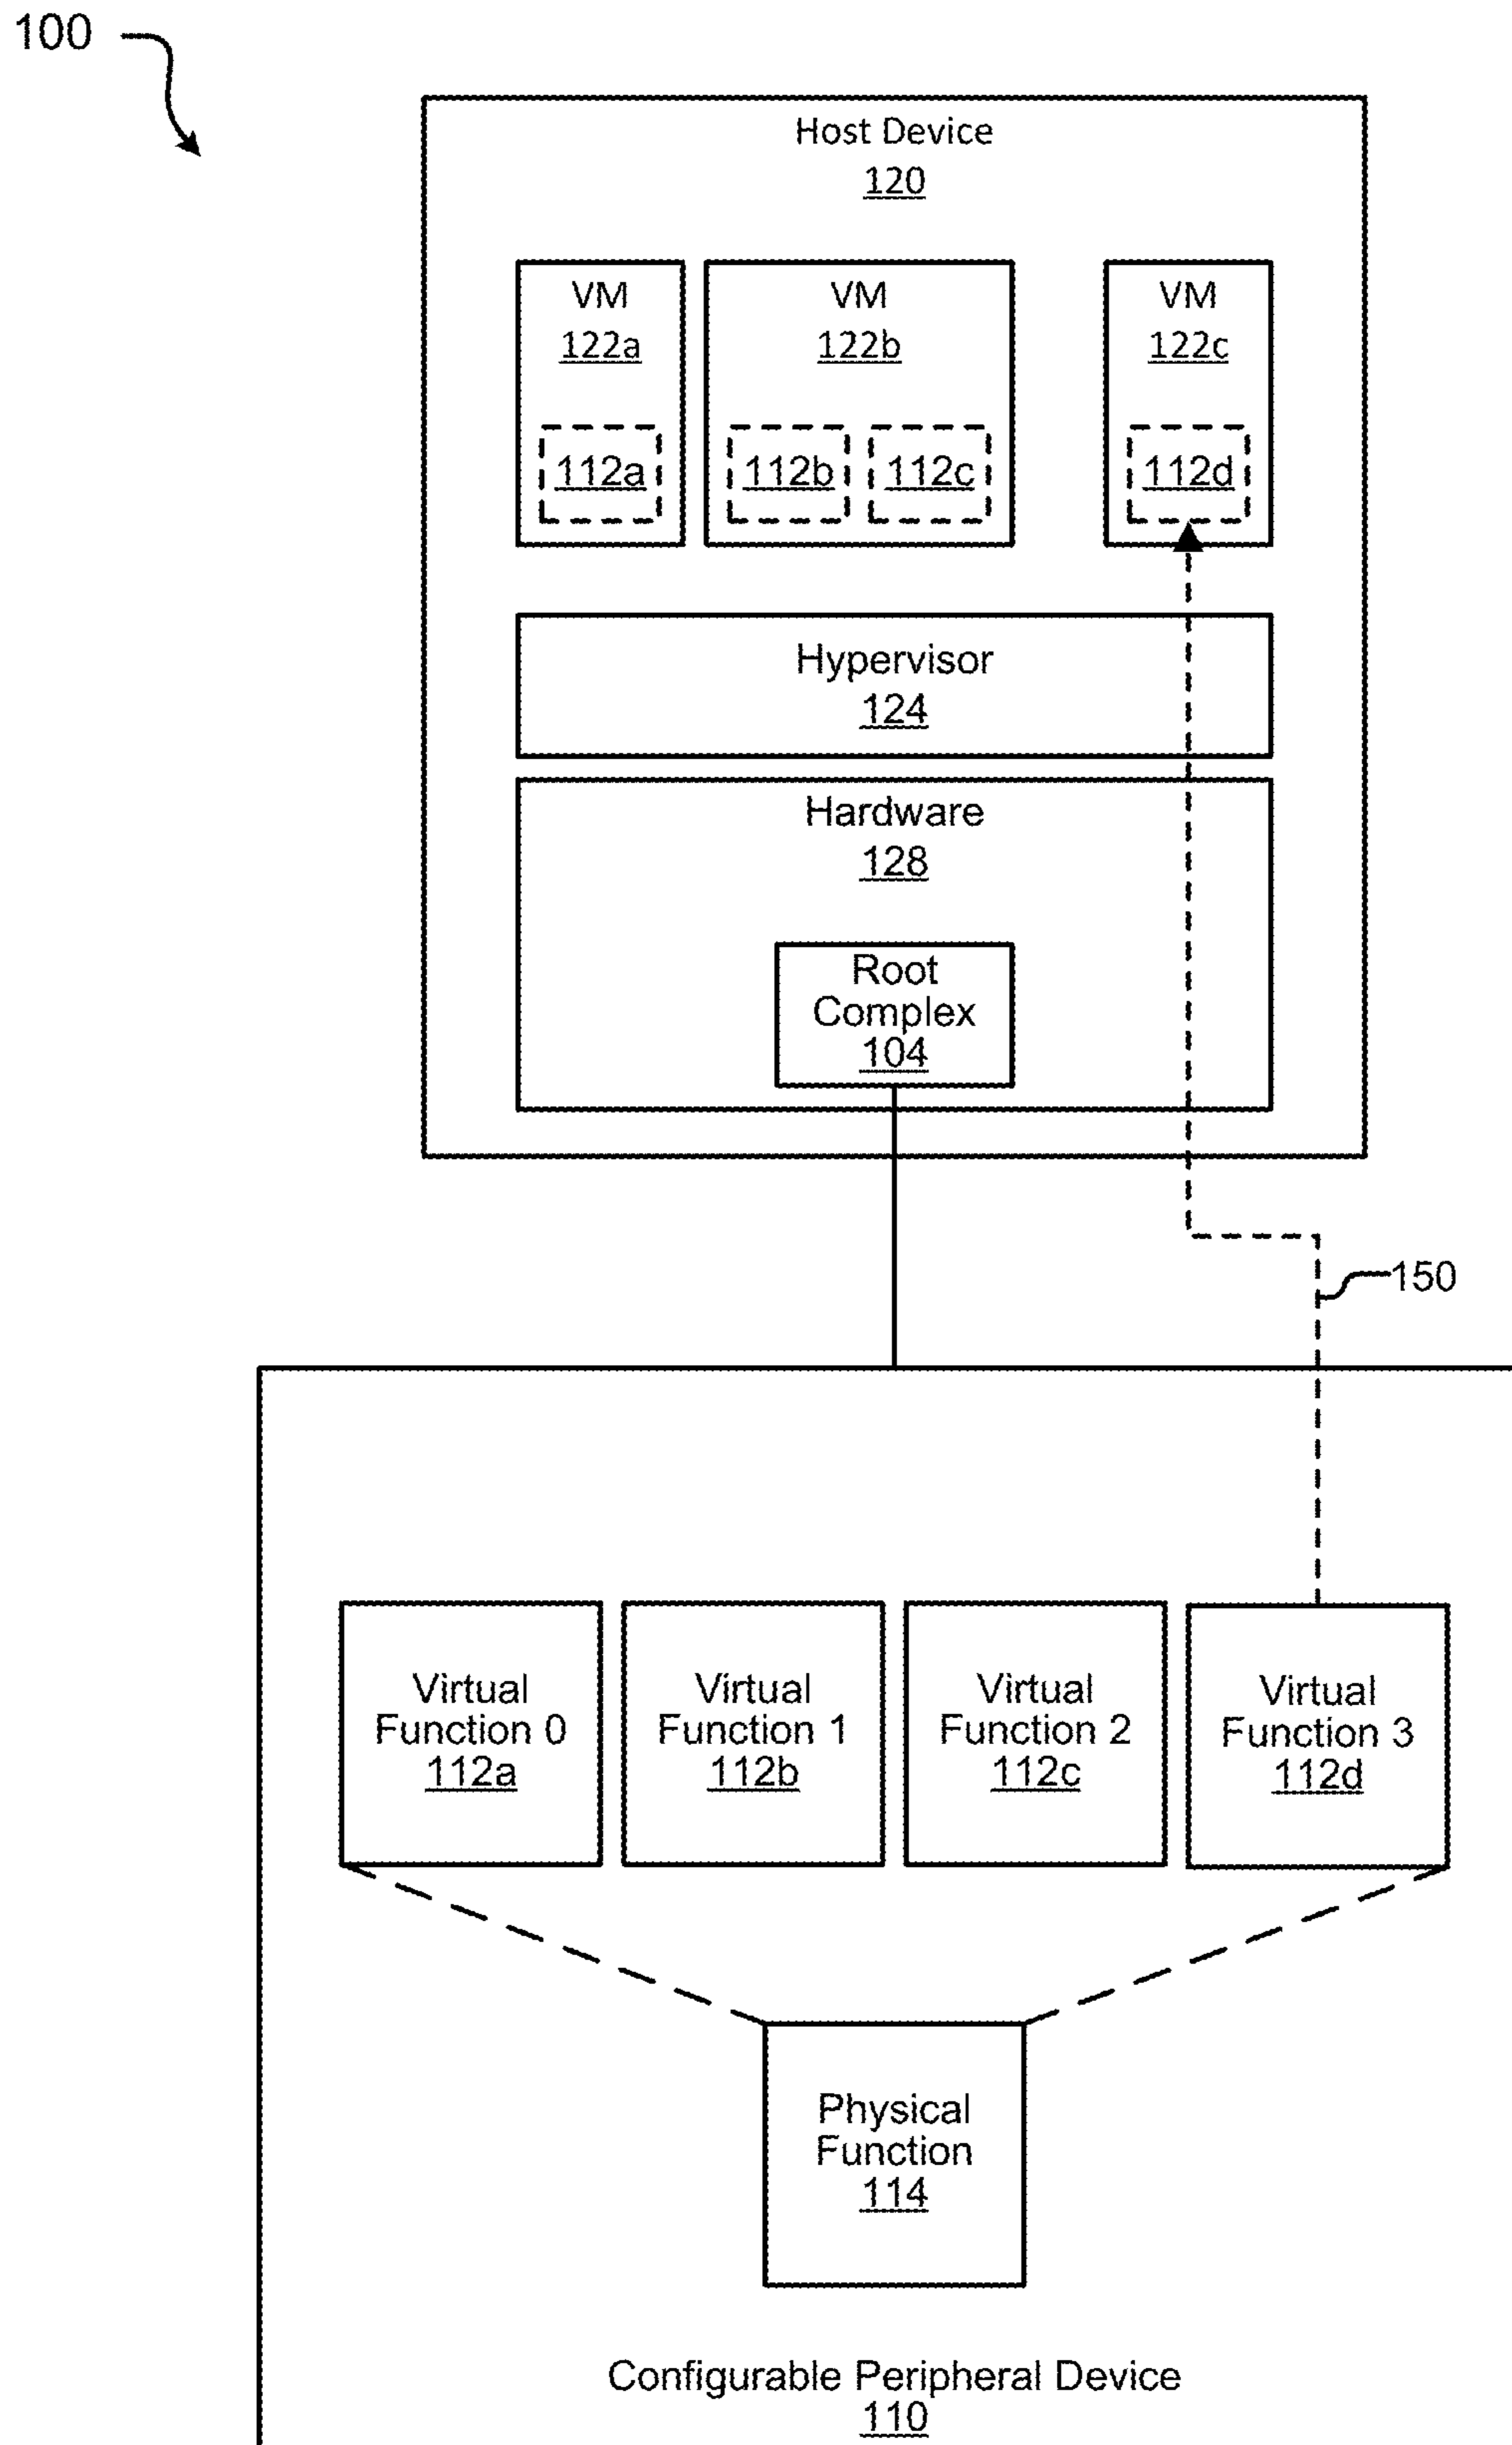 100
Host Device
120
VM
122a
112a
VM
122b
112b
112c
VM
122c
112d
Hypervisor
124
Hardware
128
Root
Complex
104
150
Virtual
Function 0
112a
Virtual
Function 1
112b
Virtual
Function 2
112c
Virtual
Function 3
112d
Physical
Function
114
Configurable Peripheral Device
110